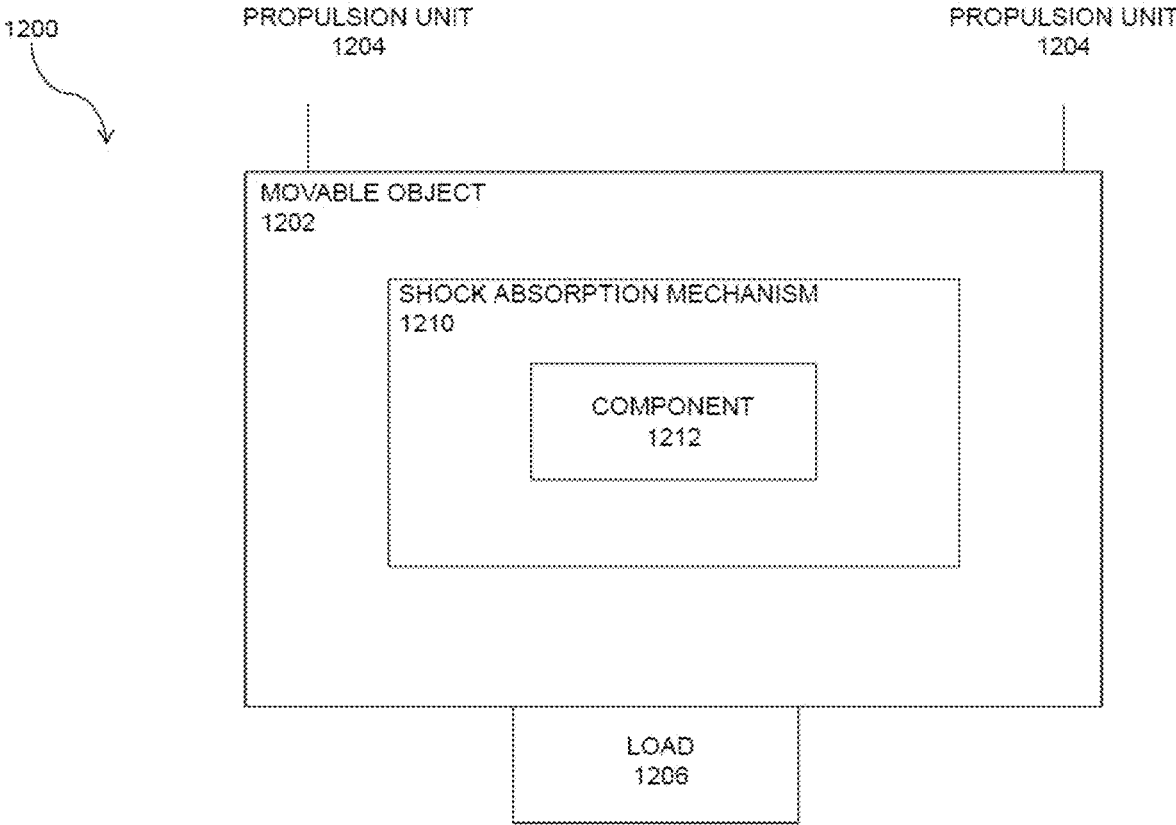 1200
PROPULSION UNIT
1204
PROPULSION UNIT
1204
MOVABLE OBJECT
1202
SHOCK ABSORPTION MECHANISM
1210
COMPONENT
1212
LOAD
1206